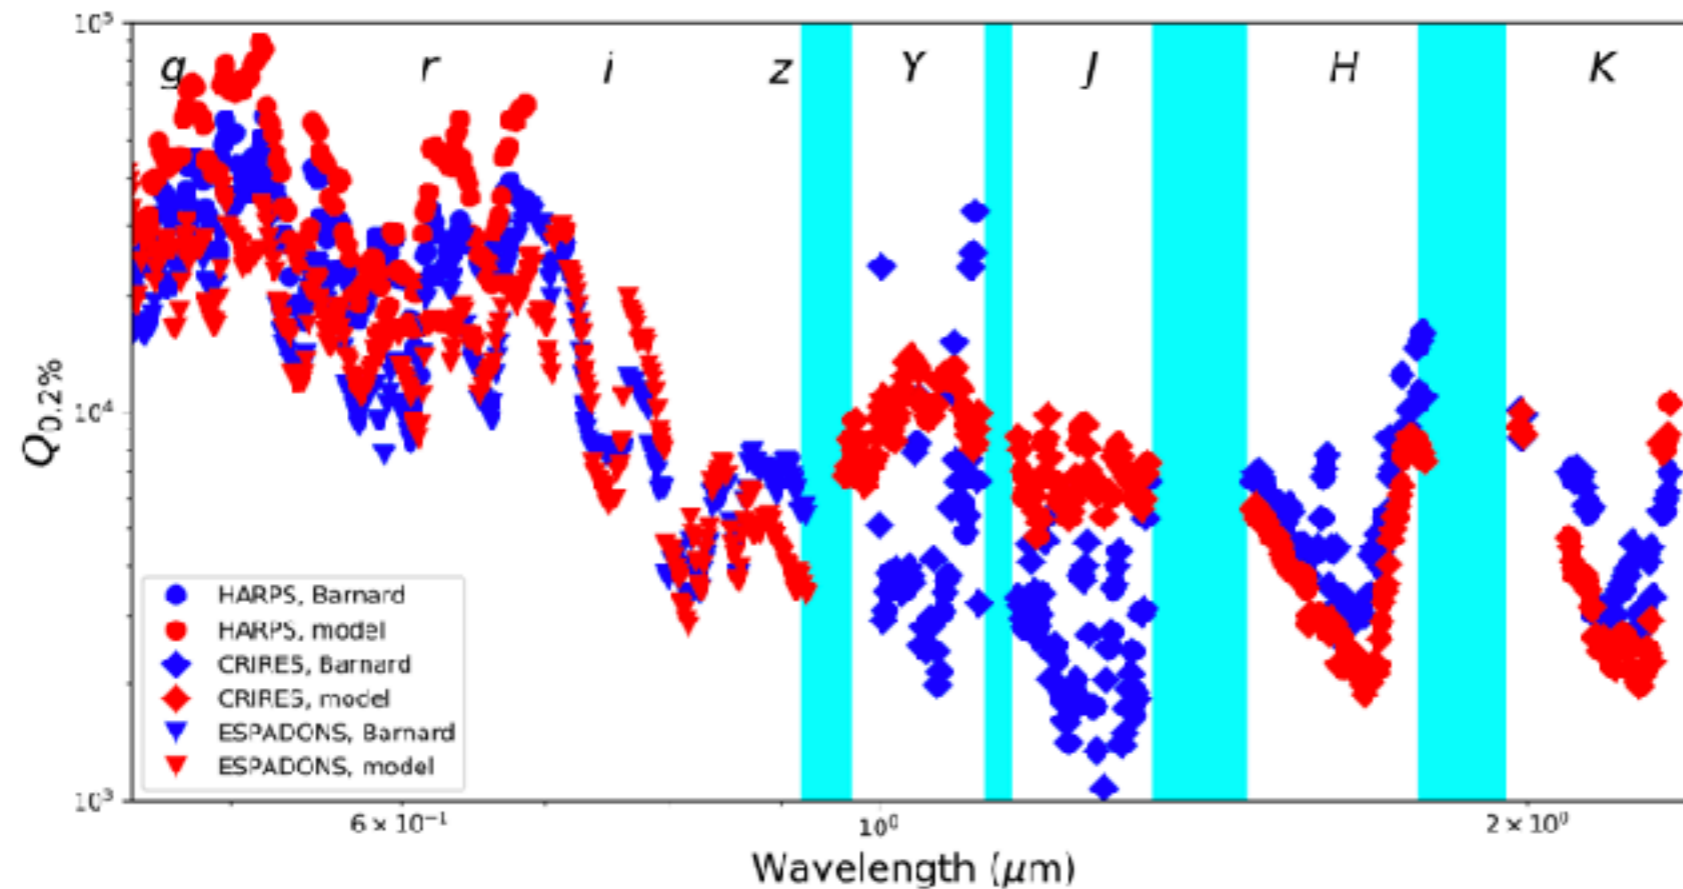 10⁵
g r i z Y J H K
10⁴
Q₀.₂%
HARPS, Barnard
HARPS, model
CRIRES, Barnard
CRIRES, model
ESPADONS, Barnard
ESPADONS, model
10³
6 × 10⁻¹ 10⁰ 2 × 10⁰
Wavelength (μm)